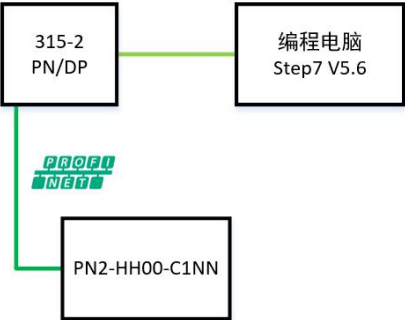 315-2
PN/DP
编程电脑
Step7 V5.6
PROFI
NET
PN2-HH00-C1NN